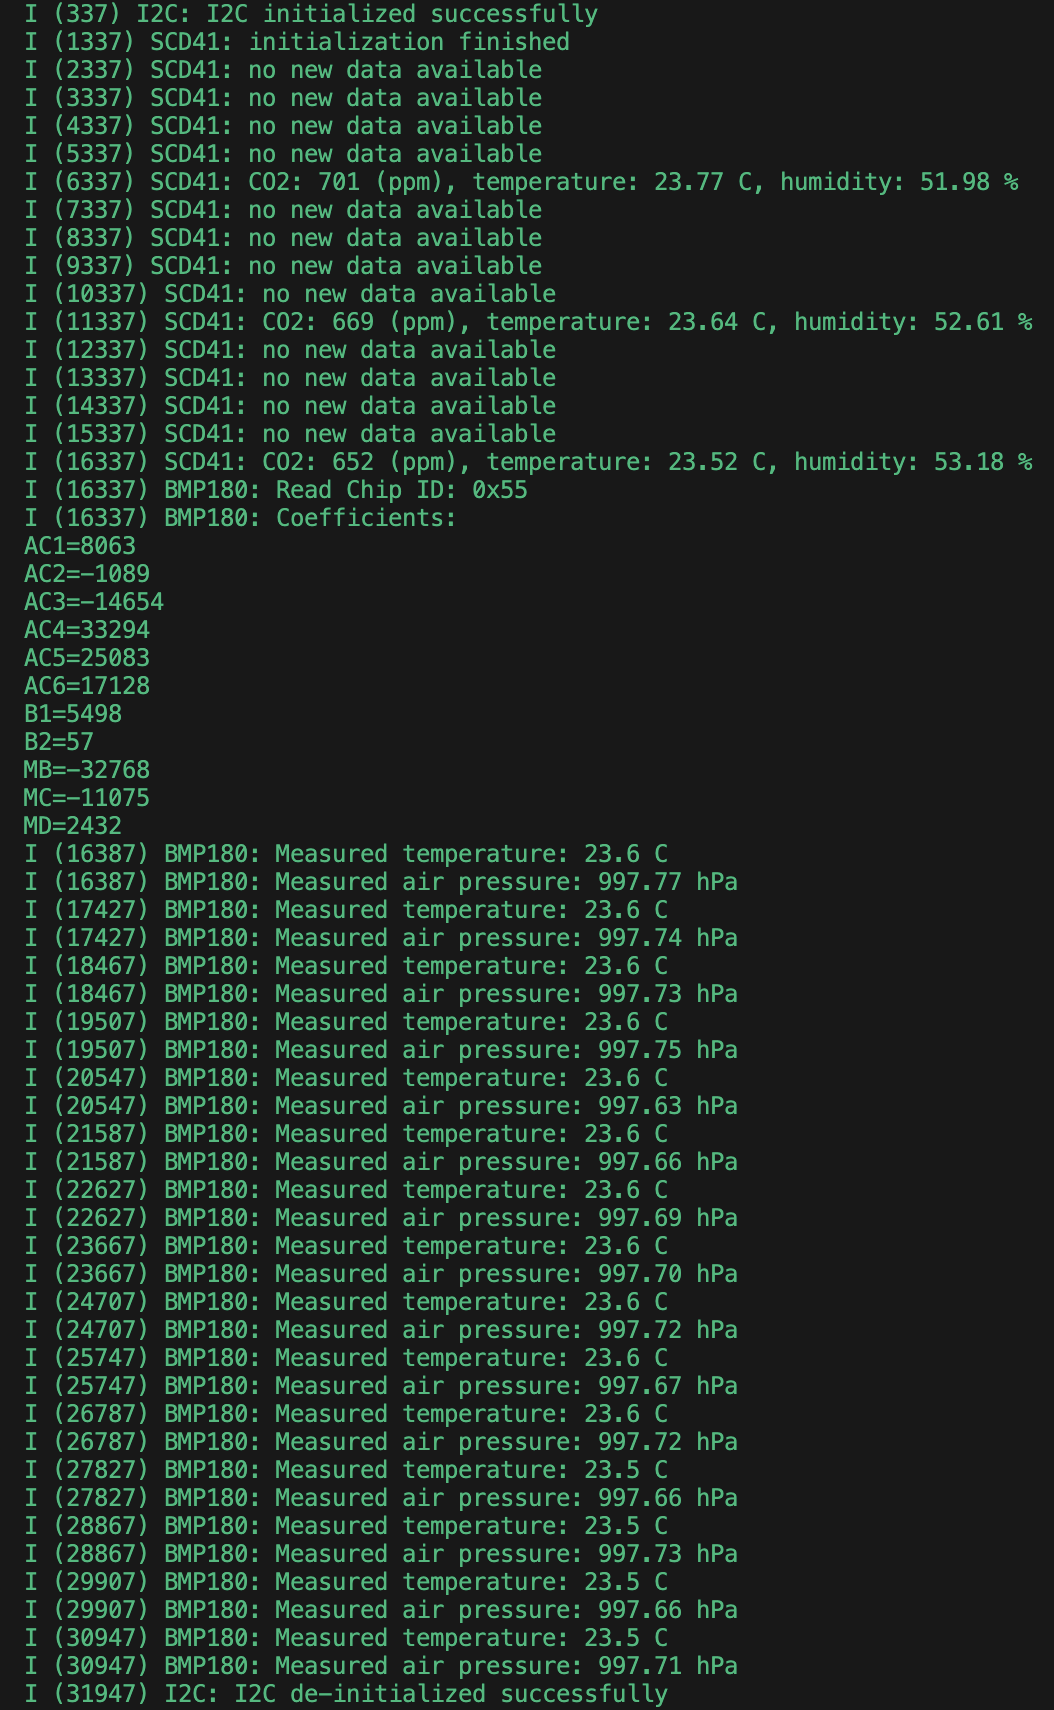 I (337) I2C: I2C initialized successfully
I (1337) SCD41: initialization finished
I (2337) SCD41: no new data available
I (3337) SCD41: no new data available
I (4337) SCD41: no new data available
I (5337) SCD41: no new data available
I (6337) SCD41: CO2: 701 (ppm), temperature: 23.77 C, humidity: 51.98 %
I (7337) SCD41: no new data available
I (8337) SCD41: no new data available
I (9337) SCD41: no new data available
I (10337) SCD41: no new data available
I (11337) SCD41: CO2: 669 (ppm), temperature: 23.64 C, humidity: 52.61 %
I (12337) SCD41: no new data available
I (13337) SCD41: no new data available
I (14337) SCD41: no new data available
I (15337) SCD41: no new data available
I (16337) SCD41: CO2: 652 (ppm), temperature: 23.52 C, humidity: 53.18 %
I (16337) BMP180: Read Chip ID: 0x55
I (16337) BMP180: Coefficients:
AC1=8063
AC2=-1089
AC3=-14654
AC4=33294
AC5=25083
AC6=17128
B1=5498
B2=57
MB=-32768
MC=-11075
MD=2432
I (16387) BMP180: Measured temperature: 23.6 C
I (16387) BMP180: Measured air pressure: 997.77 hPa
I (17427) BMP180: Measured temperature: 23.6 C
I (17427) BMP180: Measured air pressure: 997.74 hPa
I (18467) BMP180: Measured temperature: 23.6 C
I (18467) BMP180: Measured air pressure: 997.73 hPa
I (19507) BMP180: Measured temperature: 23.6 C
I (19507) BMP180: Measured air pressure: 997.75 hPa
I (20547) BMP180: Measured temperature: 23.6 C
I (20547) BMP180: Measured air pressure: 997.63 hPa
I (21587) BMP180: Measured temperature: 23.6 C
I (21587) BMP180: Measured air pressure: 997.66 hPa
I (22627) BMP180: Measured temperature: 23.6 C
I (22627) BMP180: Measured air pressure: 997.69 hPa
I (23667) BMP180: Measured temperature: 23.6 C
I (23667) BMP180: Measured air pressure: 997.70 hPa
I (24707) BMP180: Measured temperature: 23.6 C
I (24707) BMP180: Measured air pressure: 997.72 hPa
I (25747) BMP180: Measured temperature: 23.6 C
I (25747) BMP180: Measured air pressure: 997.67 hPa
I (26787) BMP180: Measured temperature: 23.6 C
I (26787) BMP180: Measured air pressure: 997.72 hPa
I (27827) BMP180: Measured temperature: 23.5 C
I (27827) BMP180: Measured air pressure: 997.66 hPa
I (28867) BMP180: Measured temperature: 23.5 C
I (28867) BMP180: Measured air pressure: 997.73 hPa
I (29907) BMP180: Measured temperature: 23.5 C
I (29907) BMP180: Measured air pressure: 997.66 hPa
I (30947) BMP180: Measured temperature: 23.5 C
I (30947) BMP180: Measured air pressure: 997.71 hPa
I (31947) I2C: I2C de-initialized successfully